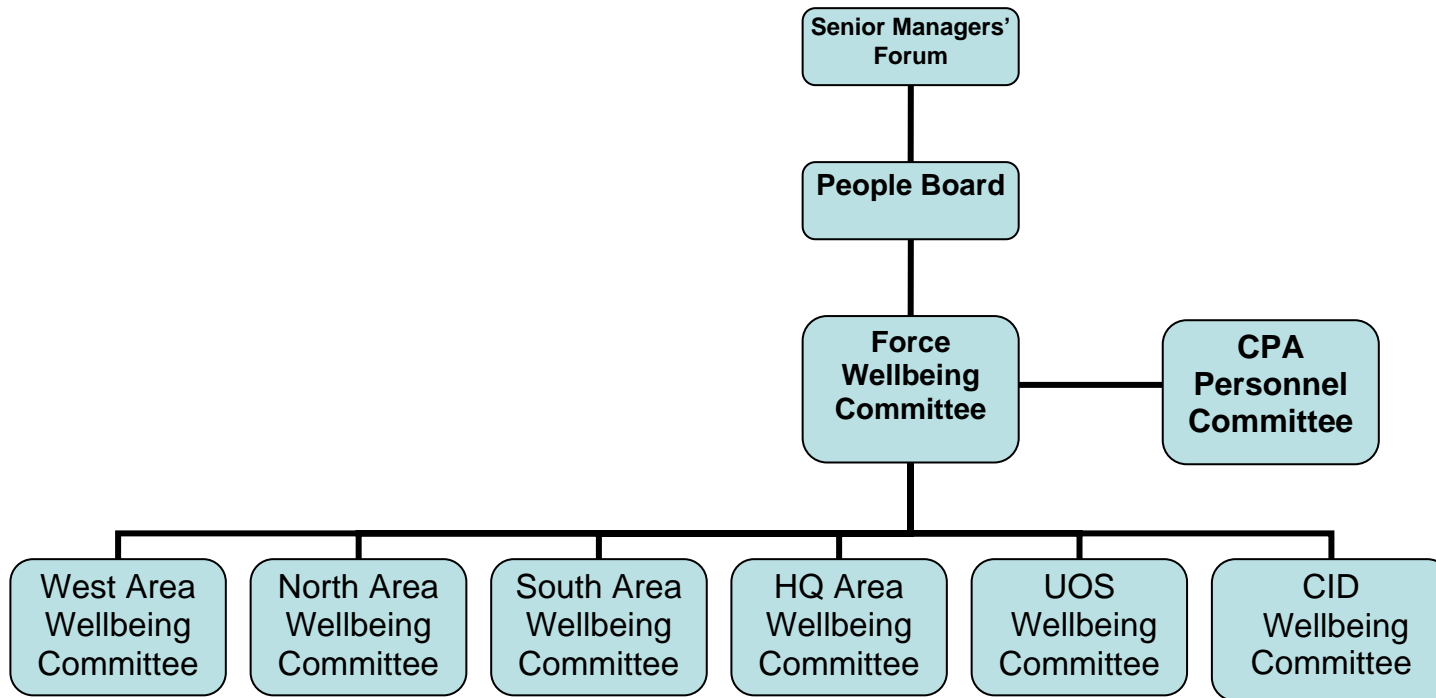 Senior Managers’
Forum
People Board
Force
Wellbeing
Committee
CPA
Personnel
Committee
West Area
Wellbeing
Committee
North Area
Wellbeing
Committee
South Area
Wellbeing
Committee
HQ Area
Wellbeing
Committee
UOS
Wellbeing
Committee
CID
Wellbeing
Committee